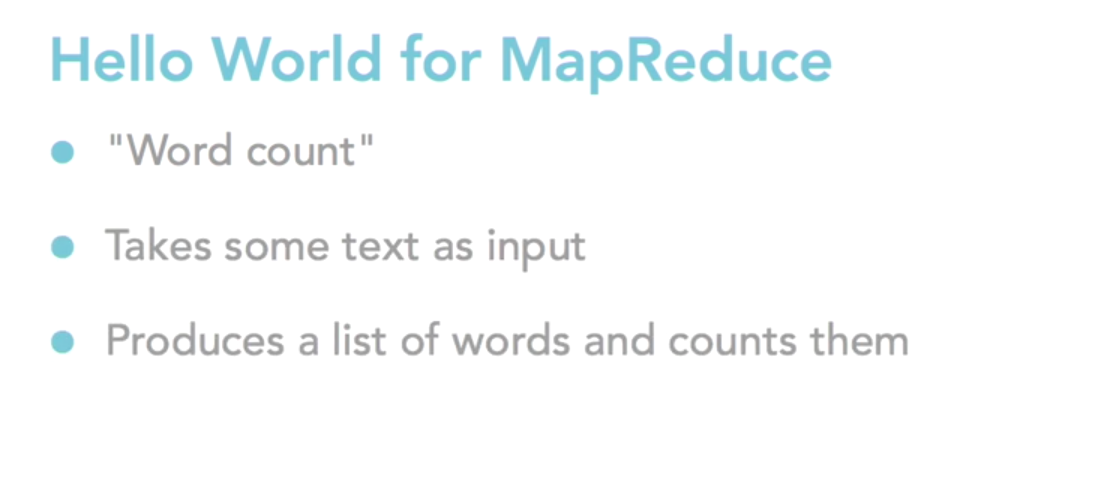 Hello World for MapReduce
● "Word count"
● Takes some text as input
● Produces a list of words and counts them